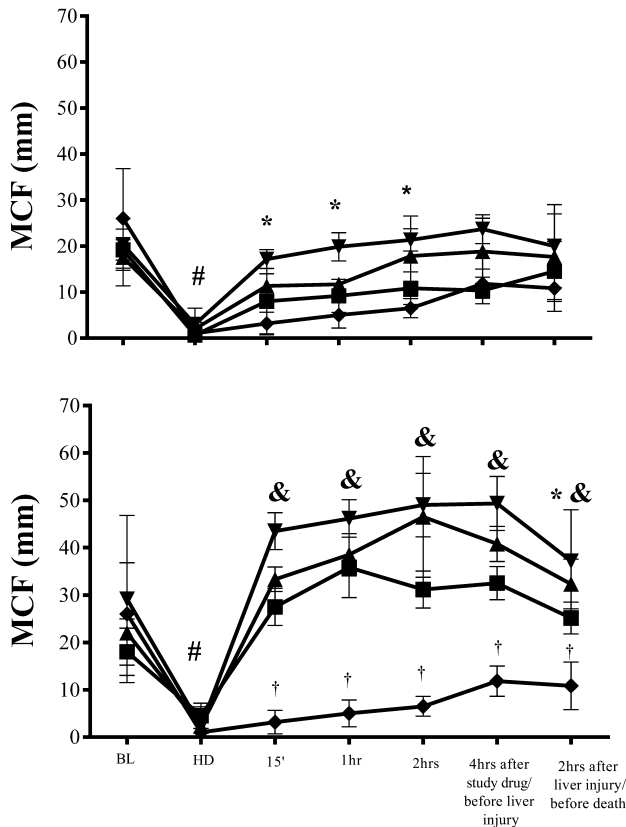 70
60
50
40
30
20
10
0
MCF (mm)
#
*
*
*
70
60
50
40
30
20
10
0
MCF (mm)
#
&
&
&
&
* &
†
†
†
†
†
BL
HD
15'
1hr
2hrs
4hrs after
study drug/
before liver
injury
2hrs after
liver injury/
before death